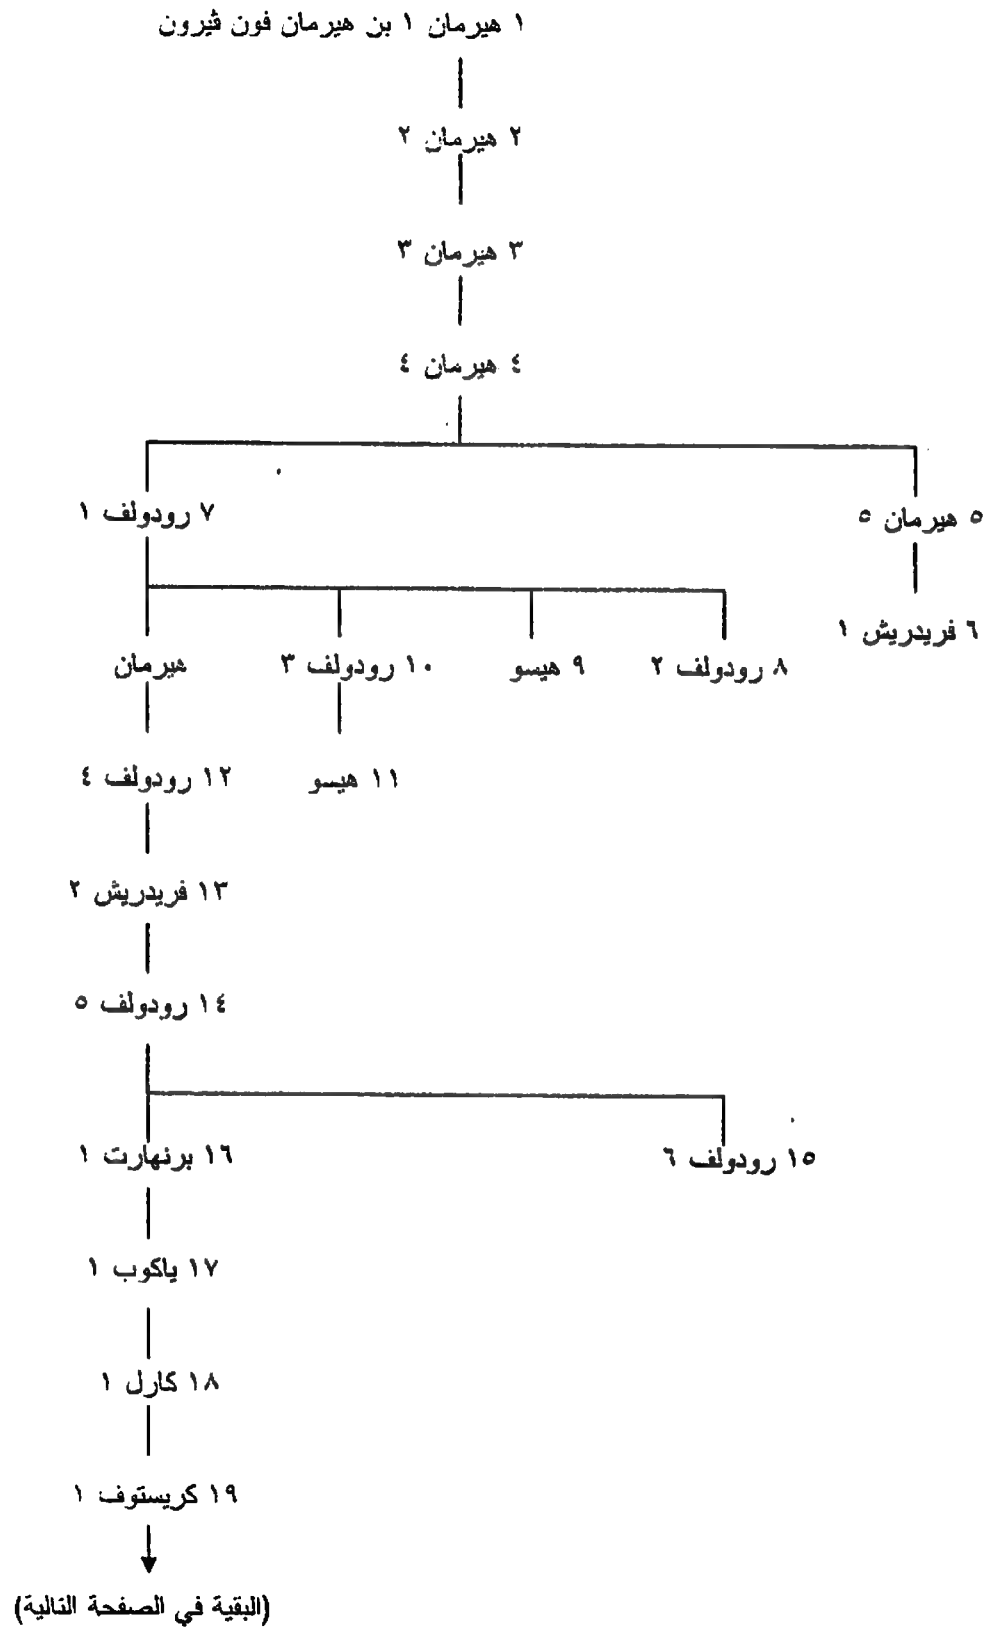 ١ هيرمان ١ بن هيرمان فون ڤيرون
٢ هيرمان ٢
٣ هيرمان ٣
٤ هيرمان ٤
٥ هيرمان ٥
٧ رودولف ١
٦ فريدريش ١
٨ رودولف ٢
٩ هيسو
١٠ رودولف ٣
هيرمان
١١ هيسو
١٢ رودولف ٤
١٣ فريدريش ٢
١٤ رودولف ٥
١٥ رودولف ٦
١٦ برنهارت ١
١٧ ياكوب ١
١٨ كارل ١
١٩ كريستوف ١
(البقية في الصفحة التالية)